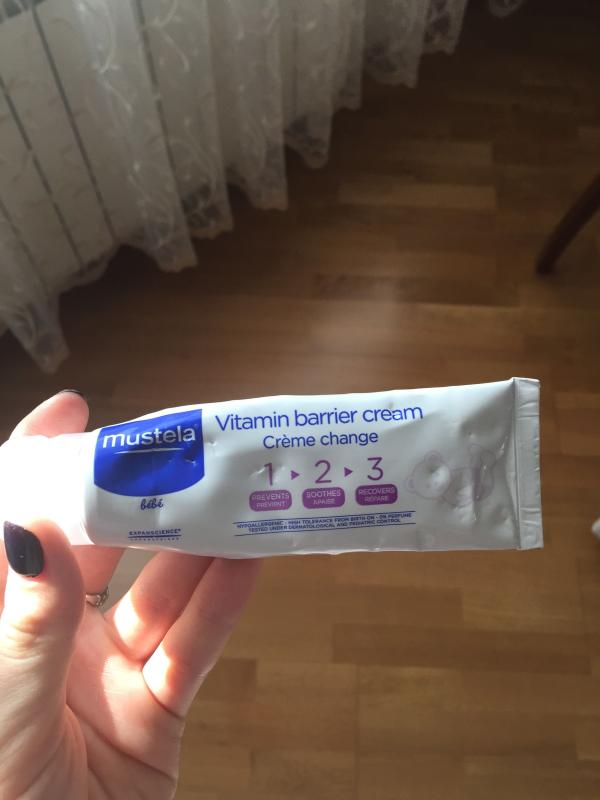 mustela
bébé
EXPANSCIENCE
LABORATOIRES
Vitamin barrier cream
Crème change
1 ▸ 2 ▸ 3
PREVENTS SOOTHES RECOVERS
PRÉVIENT APAISE RÉPARE
HYPOALLERGENIC - HIGH TOLERANCE FROM BIRTH ON - 0% PERFUME
TESTED UNDER DERMATOLOGICAL AND PEDIATRIC CONTROL